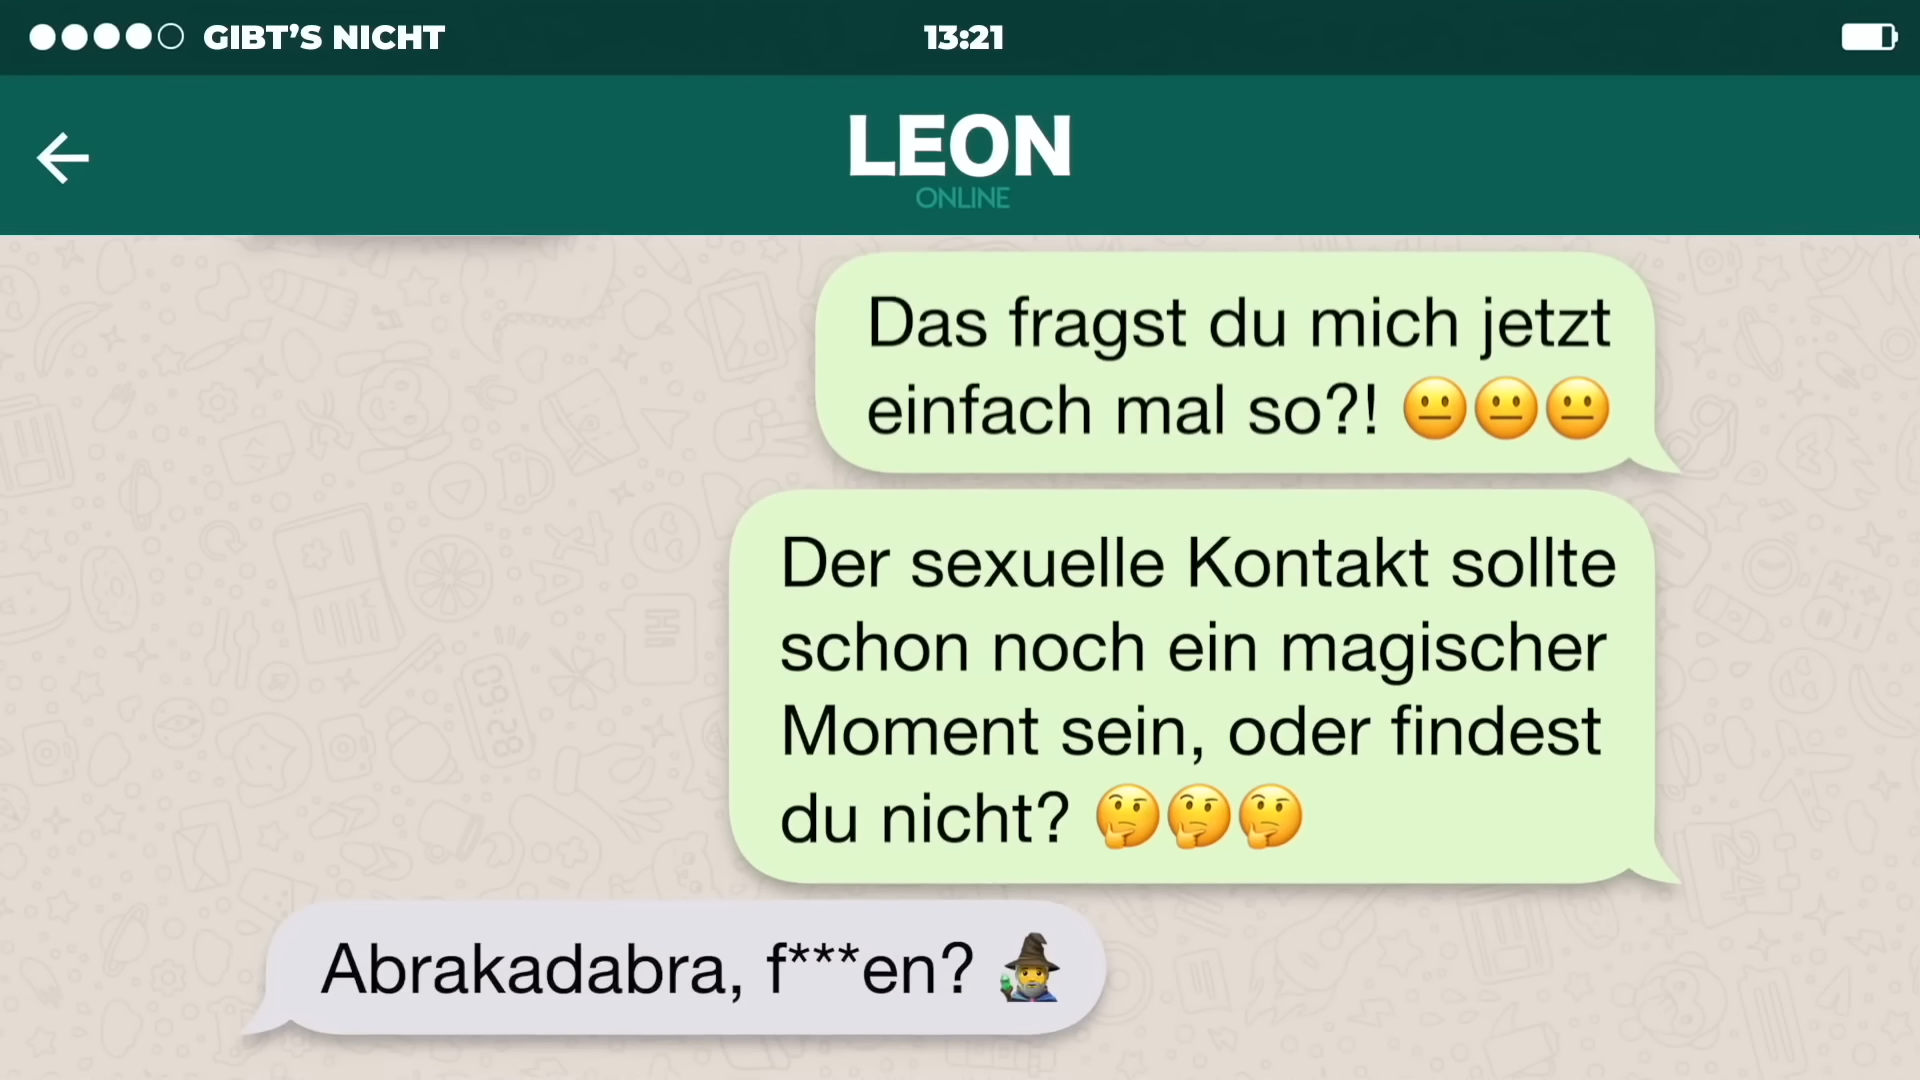 GIBT’S NICHT
13:21
LEON
ONLINE
Das fragst du mich jetzt
einfach mal so?! 😐😐😐
Der sexuelle Kontakt sollte
schon noch ein magischer
Moment sein, oder findest
du nicht? 🤔🤔🤔
Abrakadabra, f***en? 🧙‍♂️